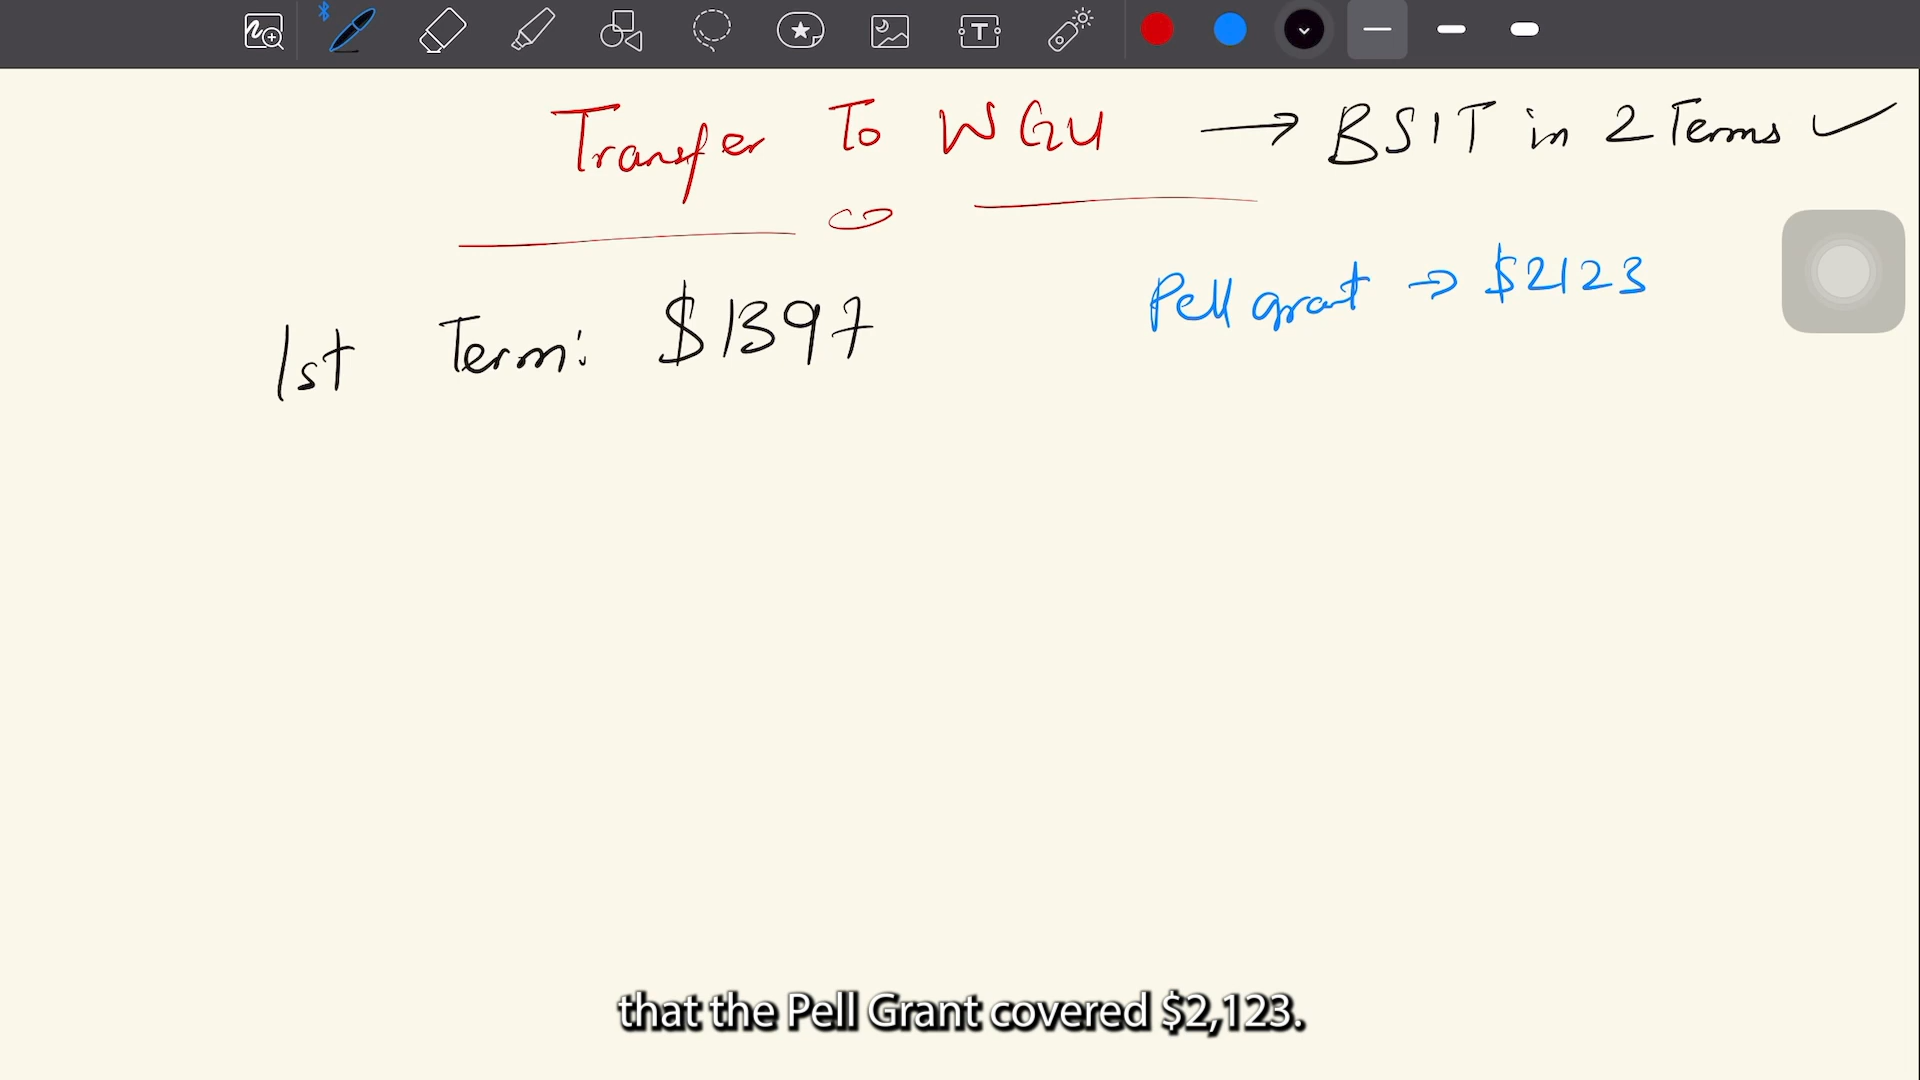 Transfer To WGU → BSIT in 2 Terms ✓
Pell grant → $2123
1st Term: $1397
that the Pell Grant covered $2,123.